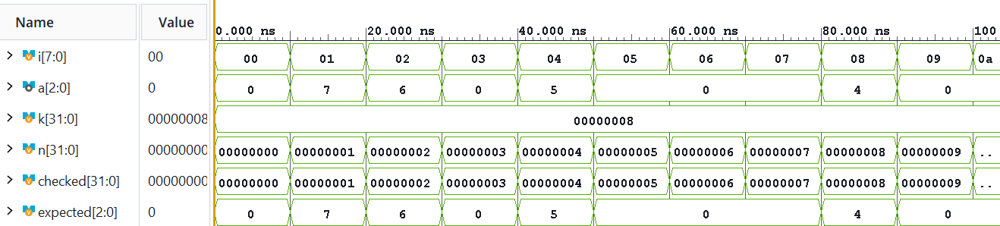 Name Value
0.000 ns 20.000 ns 40.000 ns 60.000 ns 80.000 ns 100
i[7:0] 00 00 01 02 03 04 05 06 07 08 09 0a
a[2:0] 0 0 7 6 0 5 0 4 0
k[31:0] 00000008 00000008
n[31:0] 00000000 00000000 00000001 00000002 00000003 00000004 00000005 00000006 00000007 00000008 00000009 ..
checked[31:0] 00000000 00000000 00000001 00000002 00000003 00000004 00000005 00000006 00000007 00000008 00000009 ..
expected[2:0] 0 0 7 6 0 5 0 4 0